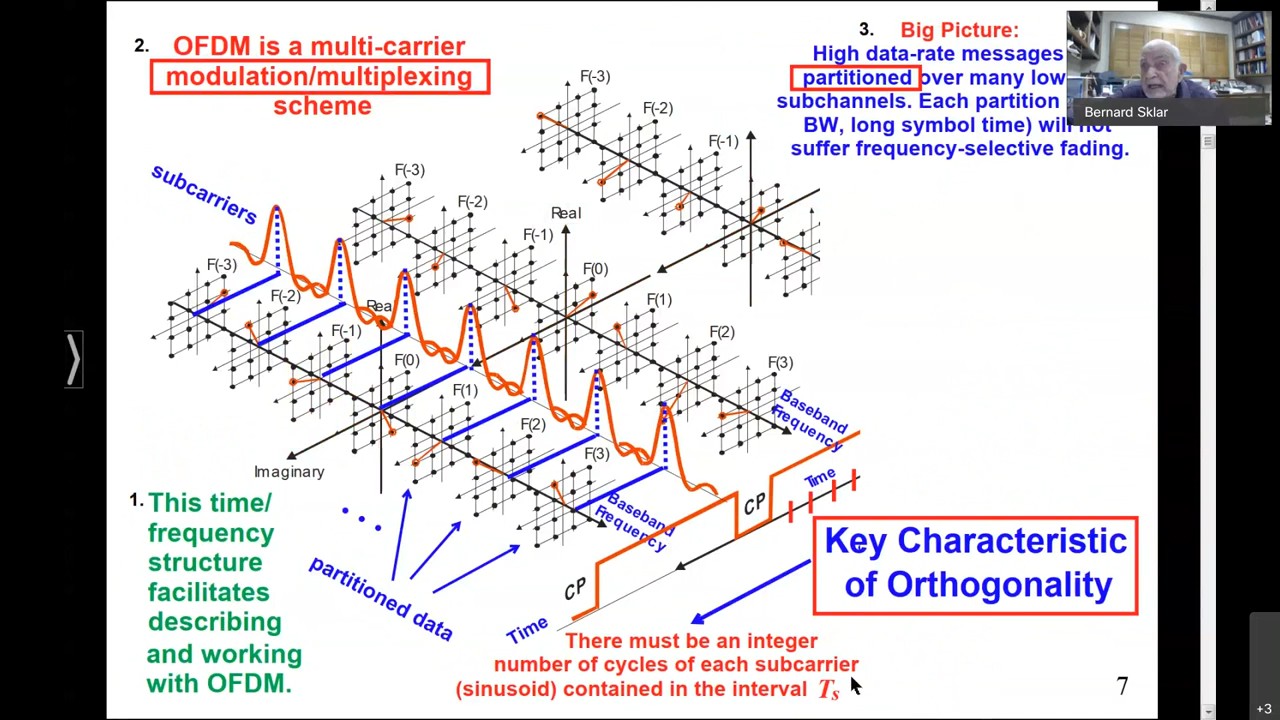 2. OFDM is a multi-carrier
modulation/multiplexing
scheme
3. Big Picture:
High data-rate messages
partitioned over many low
subchannels. Each partition
BW, long symbol time) will not
suffer frequency-selective fading.
Bernard Sklar
F(-3)
F(-2)
F(-1)
subcarriers
F(-3)
F(-2)
F(-1)
Real
F(0)
F(1)
F(2)
F(3)
Baseband
Frequency
F(-3)
F(-2)
Real
F(-1)
F(0)
F(1)
F(2)
F(3)
Imaginary
Baseband
Frequency
Time
CP
CP
Time
partitioned data
1. This time/
frequency
structure
facilitates
describing
and working
with OFDM.
Key Characteristic
of Orthogonality
There must be an integer
number of cycles of each subcarrier
(sinusoid) contained in the interval Ts
7
+3